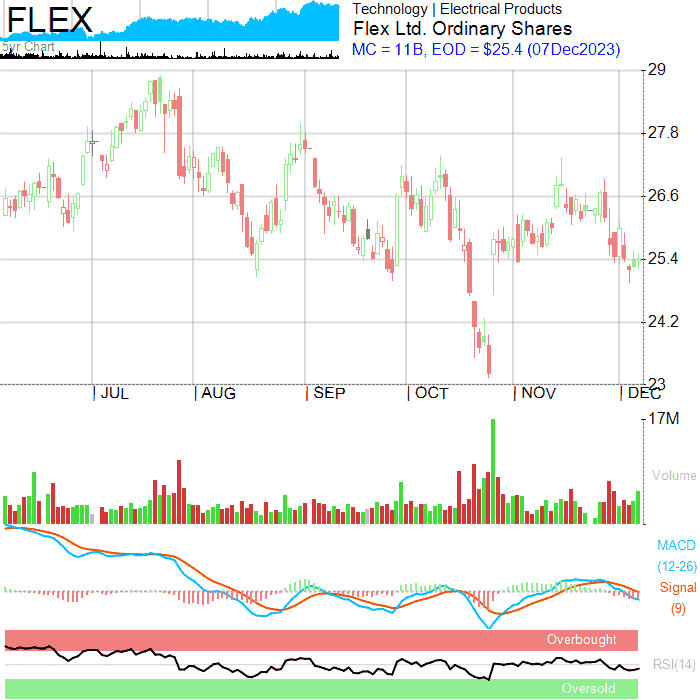 FLEX
5yr Chart
Technology | Electrical Products
Flex Ltd. Ordinary Shares
MC = 11B, EOD = $25.4 (07Dec2023)
29
27.8
26.6
25.4
24.2
23
JUL AUG SEP OCT NOV DEC
17M
Volume
MACD
(12-26)
Signal
(9)
Overbought
RSI(14)
Oversold